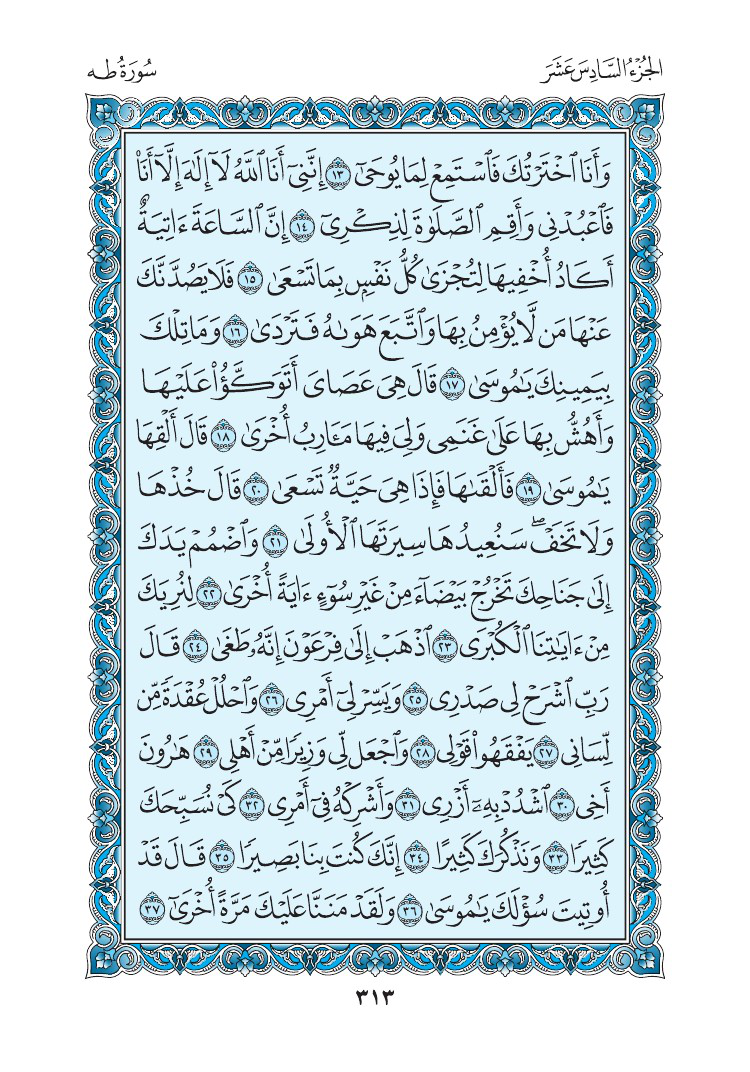 الجُزْءُ السَّادِسَ عَشَرَ
سُورَةُ طه
وَأَنَا ٱخْتَرْتُكَ فَٱسْتَمِعْ لِمَا يُوحَىٰٓ ١٣ إِنَّنِىٓ أَنَا ٱللَّهُ لَآ إِلَٰهَ إِلَّآ أَنَا۠
فَٱعْبُدْنِى وَأَقِمِ ٱلصَّلَوٰةَ لِذِكْرِىٓ ١٤ إِنَّ ٱلسَّاعَةَ ءَاتِيَةٌ
أَكَادُ أُخْفِيهَا لِتُجْزَىٰ كُلُّ نَفْسٍۭ بِمَا تَسْعَىٰ ١٥ فَلَا يَصُدَّنَّكَ
عَنْهَا مَن لَّا يُؤْمِنُ بِهَا وَٱتَّبَعَ هَوَىٰهُ فَتَرْدَىٰ ١٦ وَمَا تِلْكَ
بِيَمِينِكَ يَٰمُوسَىٰ ١٧ قَالَ هِىَ عَصَاىَ أَتَوَكَّؤُا۟ عَلَيْهَا
وَأَهُشُّ بِهَا عَلَىٰ غَنَمِى وَلِىَ فِيهَا مَـَٔارِبُ أُخْرَىٰ ١٨ قَالَ أَلْقِهَا
يَٰمُوسَىٰ ١٩ فَأَلْقَىٰهَا فَإِذَا هِىَ حَيَّةٌ تَسْعَىٰ ٢٠ قَالَ خُذْهَا
وَلَا تَخَفْ ۖ سَنُعِيدُهَا سِيرَتَهَا ٱلْأُولَىٰ ٢١ وَٱضْمُمْ يَدَكَ
إِلَىٰ جَنَاحِكَ تَخْرُجْ بَيْضَآءَ مِنْ غَيْرِ سُوٓءٍ ءَايَةً أُخْرَىٰ ٢٢ لِنُرِيَكَ
مِنْ ءَايَٰتِنَا ٱلْكُبْرَى ٢٣ ٱذْهَبْ إِلَىٰ فِرْعَوْنَ إِنَّهُۥ طَغَىٰ ٢٤ قَالَ
رَبِّ ٱشْرَحْ لِى صَدْرِى ٢٥ وَيَسِّرْ لِىٓ أَمْرِى ٢٦ وَٱحْلُلْ عُقْدَةً مِّن
لِّسَانِى ٢٧ يَفْقَهُوا۟ قَوْلِى ٢٨ وَٱجْعَل لِّى وَزِيرًا مِّنْ أَهْلِى ٢٩ هَٰرُونَ
أَخِى ٣٠ ٱشْدُدْ بِهِۦٓ أَزْرِى ٣١ وَأَشْرِكْهُ فِىٓ أَمْرِى ٣٢ كَىْ نُسَبِّحَكَ
كَثِيرًا ٣٣ وَنَذْكُرَكَ كَثِيرًا ٣٤ إِنَّكَ كُنتَ بِنَا بَصِيرًا ٣٥ قَالَ قَدْ
أُوتِيتَ سُؤْلَكَ يَٰمُوسَىٰ ٣٦ وَلَقَدْ مَنَنَّا عَلَيْكَ مَرَّةً أُخْرَىٰٓ ٣٧
٣١٣